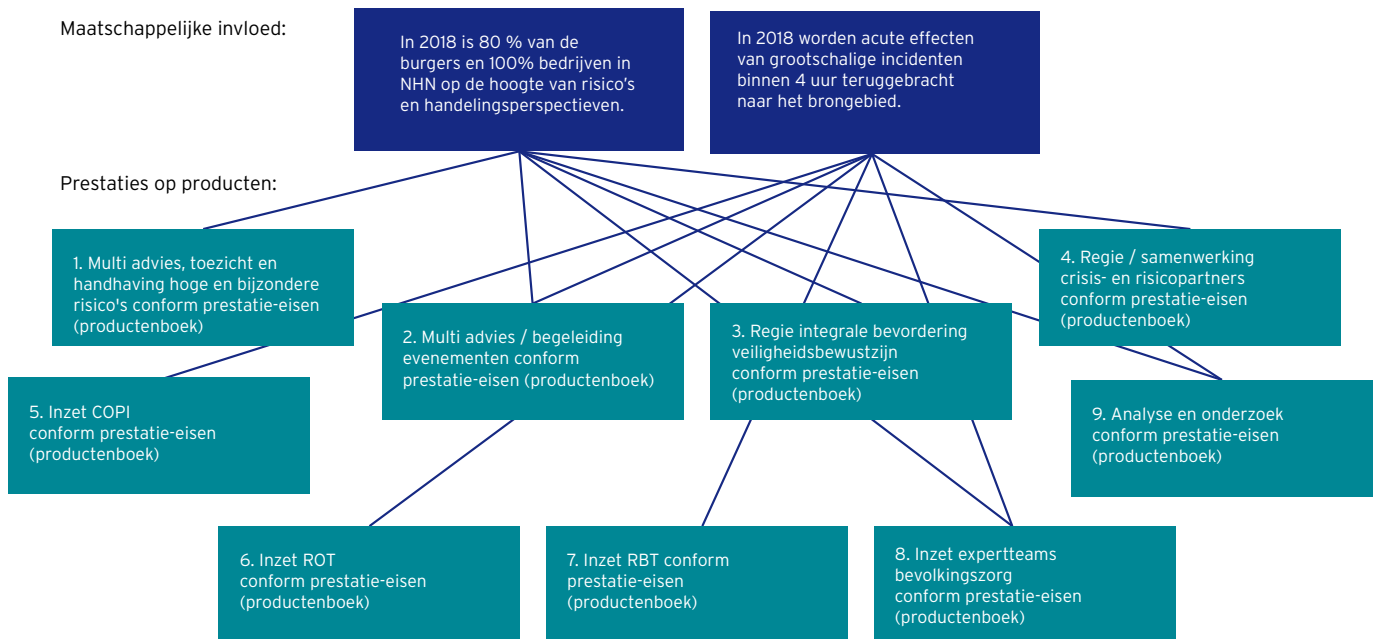 Maatschappelijke invloed:
In 2018 is 80 % van de
burgers en 100% bedrijven in
NHN op de hoogte van risico's
en handelingsperspectieven.
In 2018 worden acute effecten
van grootschalige incidenten
binnen 4 uur teruggebracht
naar het brongebied.
Prestaties op producten:
1. Multi advies, toezicht en
handhaving hoge en bijzondere
risico's conform prestatie-eisen
(productenboek)
2. Multi advies / begeleiding
evenementen conform
prestatie-eisen (productenboek)
3. Regie integrale bevordering
veiligheidsbewustzijn
conform prestatie-eisen
(productenboek)
4. Regie / samenwerking
crisis- en risicopartners
conform prestatie-eisen
(productenboek)
5. Inzet COPI
conform prestatie-eisen
(productenboek)
6. Inzet ROT
conform prestatie-eisen
(productenboek)
7. Inzet RBT conform
prestatie-eisen
(productenboek)
8. Inzet expertteams
bevolkingszorg
conform prestatie-eisen
(productenboek)
9. Analyse en onderzoek
conform prestatie-eisen
(productenboek)